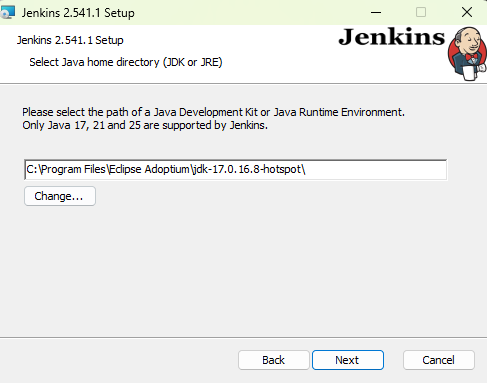 Jenkins 2.541.1 Setup
Jenkins 2.541.1 Setup
Jenkins
Select Java home directory (JDK or JRE)
Please select the path of a Java Development Kit or Java Runtime Environment.
Only Java 17, 21 and 25 are supported by Jenkins.
C:\Program Files\Eclipse Adoptium\jdk-17.0.16.8-hotspot\
Change...
Back
Next
Cancel